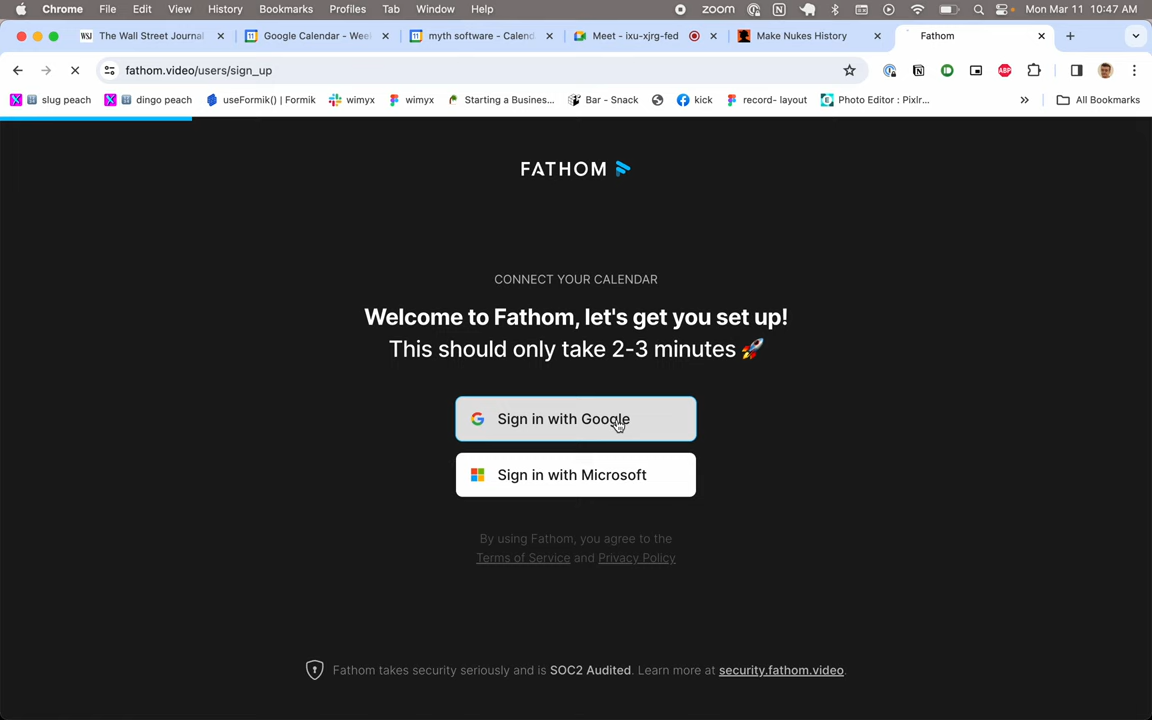 Chrome File Edit View History Bookmarks Profiles Tab Window Help zoom Mon Mar 11 10:47 AM
WSJ The Wall Street Journal Google Calendar - Wee myth software - Calend Meet - ixu-xjrg-fed Make Nukes History Fathom
fathom.video/users/sign_up ABP
slug peach dingo peach useFormik() | Formik wimyx wimyx Starting a Busines... Bar - Snack kick record- layout Photo Editor : Pixlr... » All Bookmarks
FATHOM
CONNECT YOUR CALENDAR
Welcome to Fathom, let's get you set up!
This should only take 2-3 minutes 🚀
Sign in with Google
Sign in with Microsoft
By using Fathom, you agree to the
Terms of Service and Privacy Policy
Fathom takes security seriously and is SOC2 Audited. Learn more at security.fathom.video.